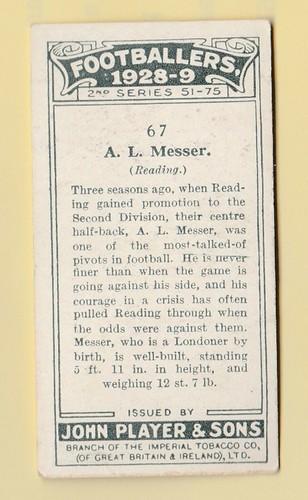 FOOTBALLERS,
1928-9
2ND SERIES 51-75
67
A. L. Messer.
(Reading.)
Three seasons ago, when Read-
ing gained promotion to the
Second Division, their centre
half-back, A. L. Messer, was
one of the most-talked-of
pivots in football. He is never
finer than when the game is
going against his side, and his
courage in a crisis has often
pulled Reading through when
the odds were against them.
Messer, who is a Londoner by
birth, is well-built, standing
5 ft. 11 in. in height, and
weighing 12 st. 7 lb.
ISSUED BY
JOHN PLAYER & SONS
BRANCH OF THE IMPERIAL TOBACCO CO,
(OF GREAT BRITAIN & IRELAND), LTD.